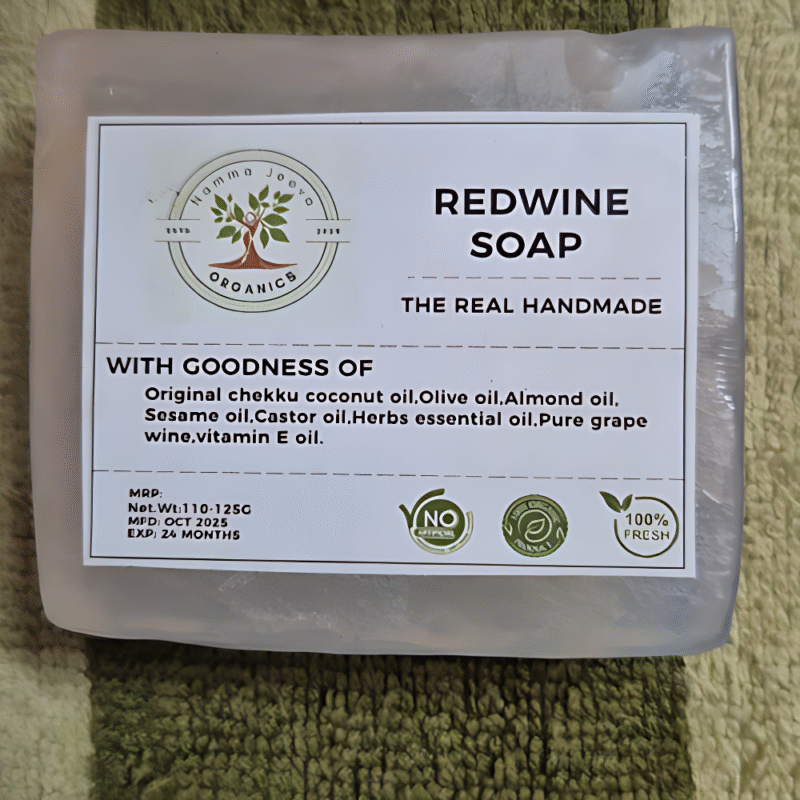 Namma Jeeva
ORGANICS
REDWINE
SOAP
THE REAL HANDMADE
WITH GOODNESS OF
Original chekku coconut oil,Olive oil,Almond oil,
Sesame oil,Castor oil,Herbs essential oil,Pure grape
wine,vitamin E oil.
MRP:
Net.Wt:110-125G
MFD: OCT 2025
EXP: 24 MONTHS
NO
100%
FRESH